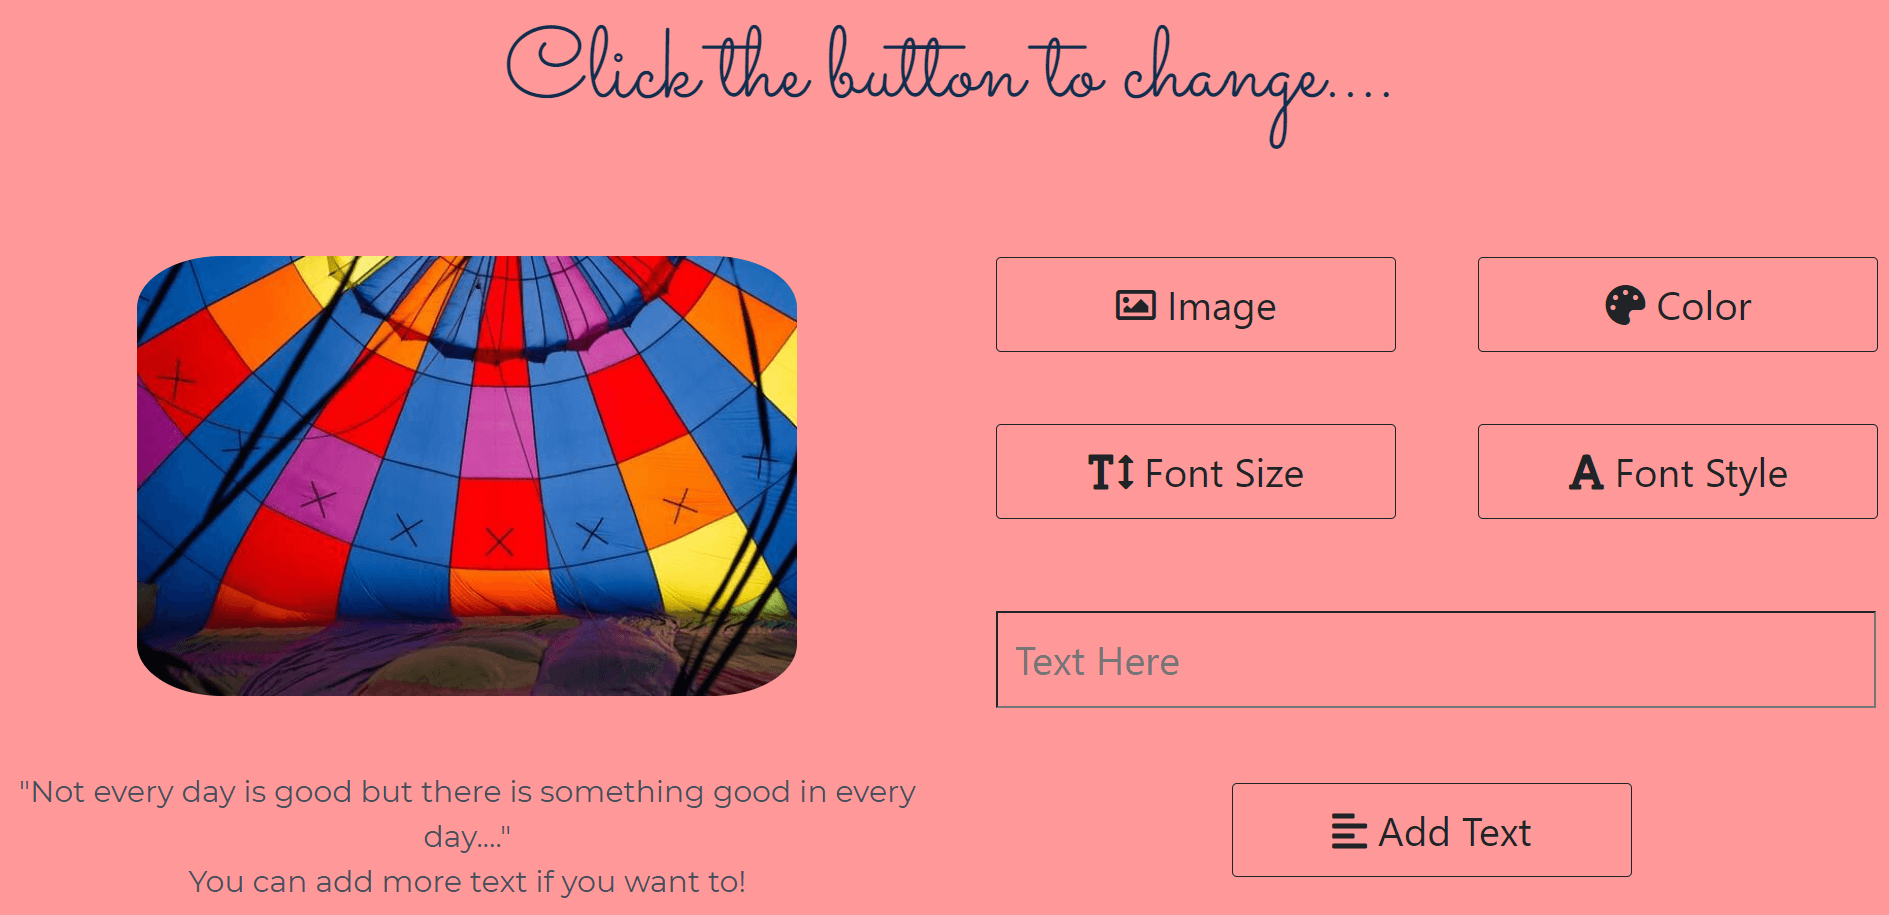 Click the button to change....
Image
Color
Font Size
Font Style
Text Here
Add Text
"Not every day is good but there is something good in every
day...."
You can add more text if you want to!